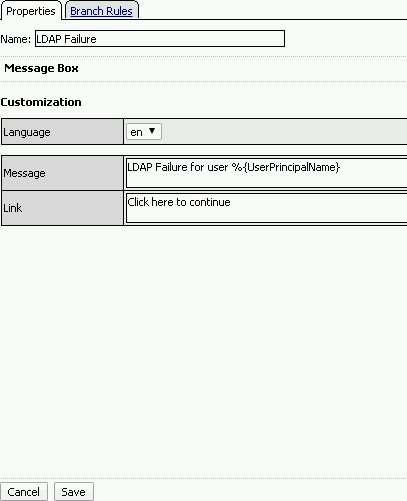 Properties Branch Rules
Name: LDAP Failure
Message Box
Customization
Language en
Message LDAP Failure for user %{UserPrincipalName}
Link Click here to continue
Cancel Save